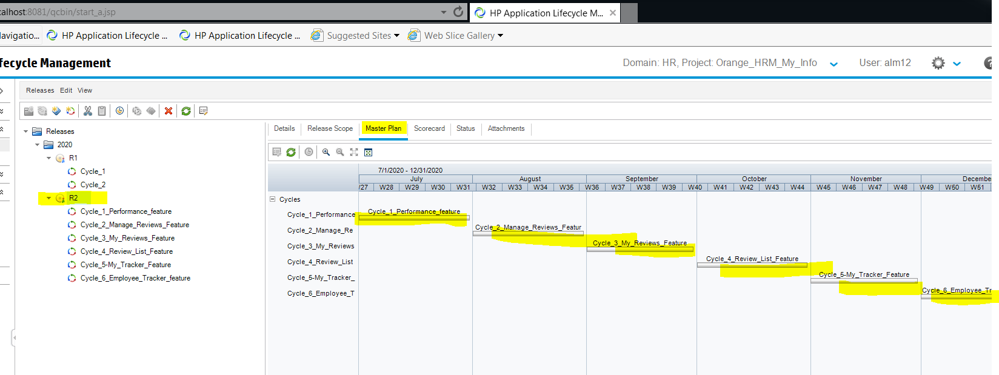 calhost:8081/qcbin/start_a.jsp
HP Application Lifecycle M...
Navigatio...
HP Application Lifecycle ...
HP Application Lifecycle ...
Suggested Sites
Web Slice Gallery
fecycle Management
Domain: HR, Project: Orange_HRM_My_Info
User: alm12
?
Releases Edit View
Releases
2020
R1
Cycle_1
Cycle_2
R2
Cycle_1_Performance_feature
Cycle_2_Manage_Reviews_Feature
Cycle_3_My_Reviews_Feature
Cycle_4_Review_List_Feature
Cycle_5-My_Tracker_Feature
Cycle_6_Employee_Tracker_feature
Details Release Scope Master Plan Scorecard Status Attachments
7/1/2020 - 12/31/2020
July August September October November Decembe
/27 W28 W29 W30 W31 W32 W33 W34 W35 W36 W37 W38 W39 W40 W41 W42 W43 W44 W45 W46 W47 W48 W49 W50 W51
Cycles
Cycle_1_Performance Cycle_1_Performance_feature
Cycle_2_Manage_Re Cycle_2_Manage_Reviews_Featur
Cycle_3_My_Reviews Cycle_3_My_Reviews_Feature
Cycle_4_Review_List Cycle_4_Review_List_Feature
Cycle_5-My_Tracker_ Cycle_5-My_Tracker_Feature
Cycle_6_Employee_T Cycle_6_Employee_Tr